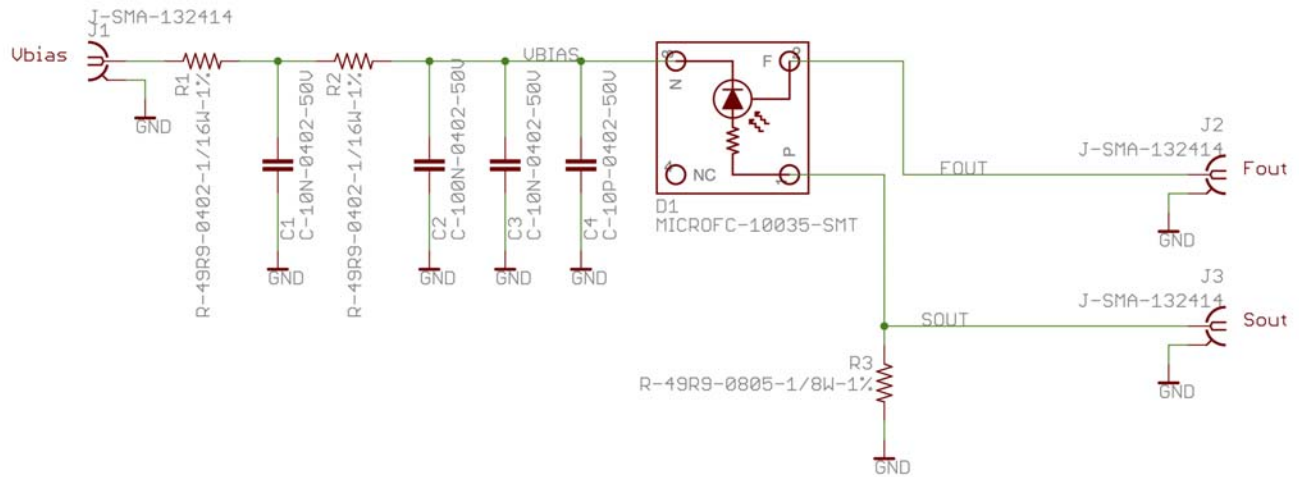 J-SMA-132414
J1
Vbias
R1
R-49R9-0402-1/16W-1%
GND
C1
C-10N-0402-50V
GND
R2
R-49R9-0402-1/16W-1%
C2
C-100N-0402-50V
GND
VBIAS
C3
C-10N-0402-50V
GND
C4
C-10P-0402-50V
GND
3
N
F
4
NC
P
1
D1
MICROFC-10035-SMT
FOUT
J2
J-SMA-132414
Fout
GND
SOUT
J3
J-SMA-132414
Sout
GND
R3
R-49R9-0805-1/8W-1%
GND